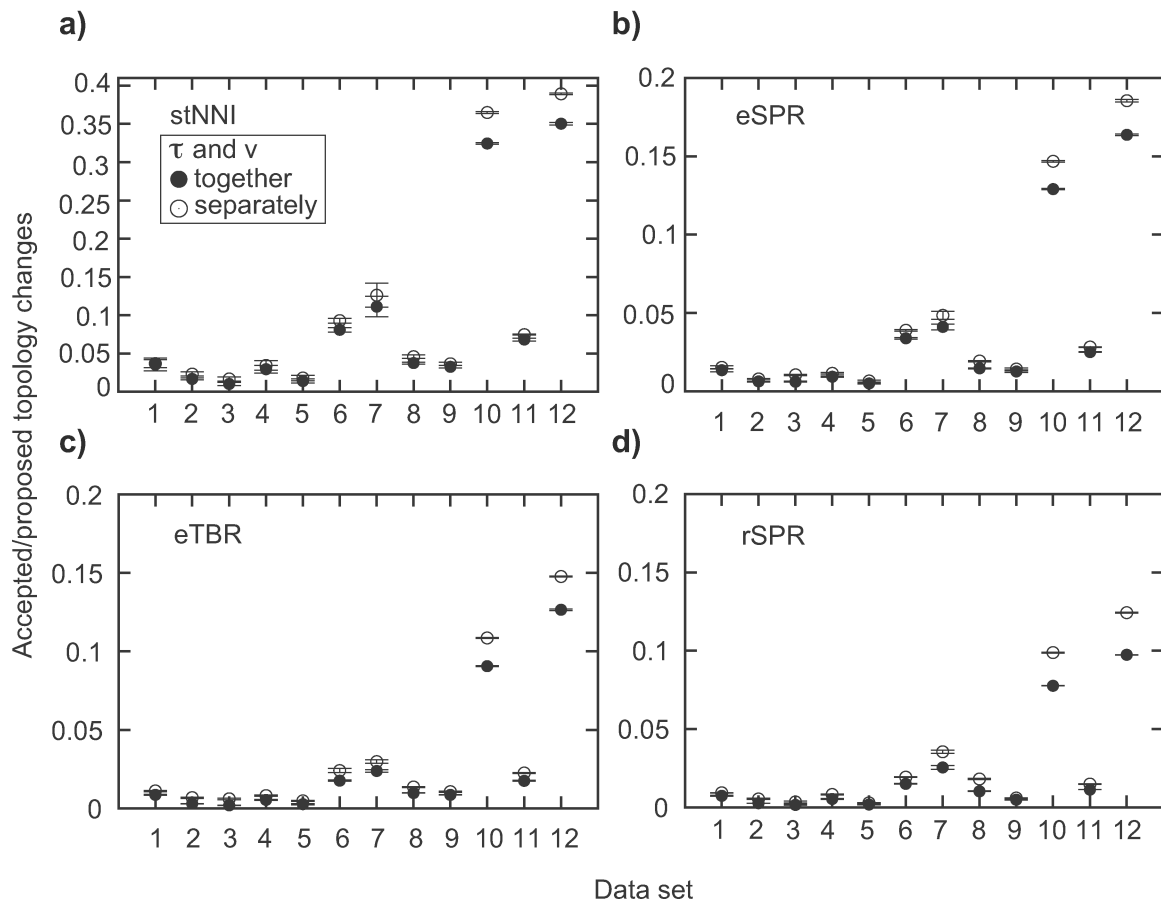 a)
b)
0.4
0.35
0.3
0.25
0.2
0.15
0.1
0.05
0
stNNI
τ and v
together
separately
1 2 3 4 5 6 7 8 9 10 11 12
0.2
0.15
0.1
0.05
0
eSPR
1 2 3 4 5 6 7 8 9 10 11 12
Accepted/proposed topology changes
c)
d)
0.2
0.15
0.1
0.05
0
eTBR
1 2 3 4 5 6 7 8 9 10 11 12
0.2
0.15
0.1
0.05
0
rSPR
1 2 3 4 5 6 7 8 9 10 11 12
Data set